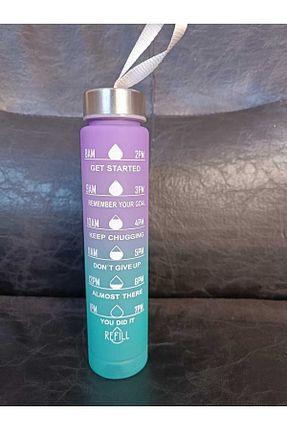 8AM 2PM
GET STARTED
9AM 3PM
REMEMBER YOUR GOAL
10AM 4PM
KEEP CHUGGING
11AM 5PM
DON'T GIVE UP
12PM 6PM
ALMOST THERE
1PM 7PM
YOU DID IT
REFILL